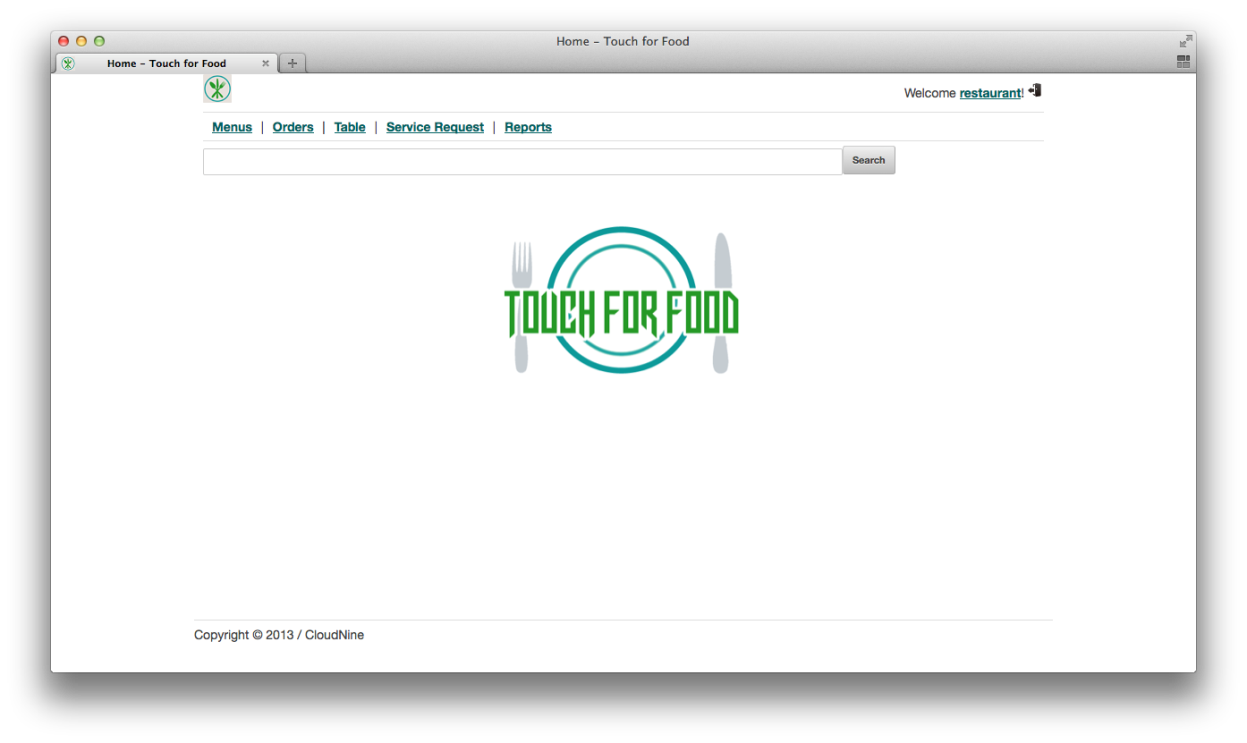 Home – Touch for Food
Home – Touch for Food
Welcome restaurant!
Menus | Orders | Table | Service Request | Reports
Search
TOUCH FOR FOOD
Copyright © 2013 / CloudNine